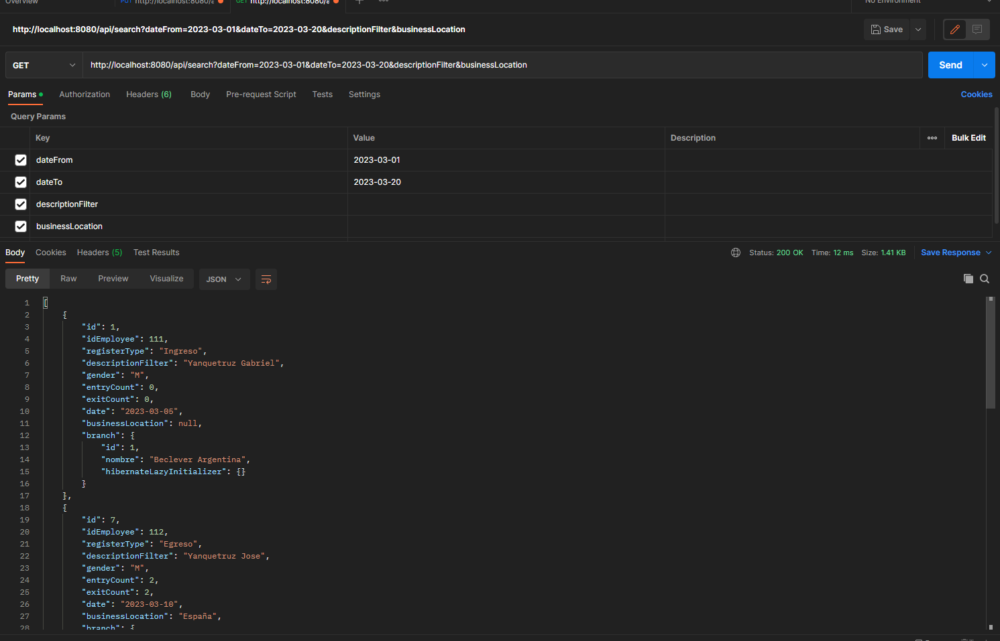 Overview PUT http://localhost:8080/a GET http://localhost:8080/a No Environment
http://localhost:8080/api/search?dateFrom=2023-03-01&dateTo=2023-03-20&descriptionFilter&businessLocation Save
GET http://localhost:8080/api/search?dateFrom=2023-03-01&dateTo=2023-03-20&descriptionFilter&businessLocation Send
Params Authorization Headers (6) Body Pre-request Script Tests Settings Cookies
Query Params
Key Value Description ooo Bulk Edit
dateFrom 2023-03-01
dateTo 2023-03-20
descriptionFilter
businessLocation
Body Cookies Headers (5) Test Results Status: 200 OK Time: 12 ms Size: 1.41 KB Save Response
Pretty Raw Preview Visualize JSON
1 [
2 {
3 "id": 1,
4 "idEmployee": 111,
5 "registerType": "Ingreso",
6 "descriptionFilter": "Yanquetruz Gabriel",
7 "gender": "M",
8 "entryCount": 0,
9 "exitCount": 0,
10 "date": "2023-03-05",
11 "businessLocation": null,
12 "branch": {
13 "id": 1,
14 "nombre": "Beclever Argentina",
15 "hibernateLazyInitializer": {}
16 }
17 },
18 {
19 "id": 7,
20 "idEmployee": 112,
21 "registerType": "Egreso",
22 "descriptionFilter": "Yanquetruz Jose",
23 "gender": "M",
24 "entryCount": 2,
25 "exitCount": 2,
26 "date": "2023-03-10",
27 "businessLocation": "España",
28 "branch": {